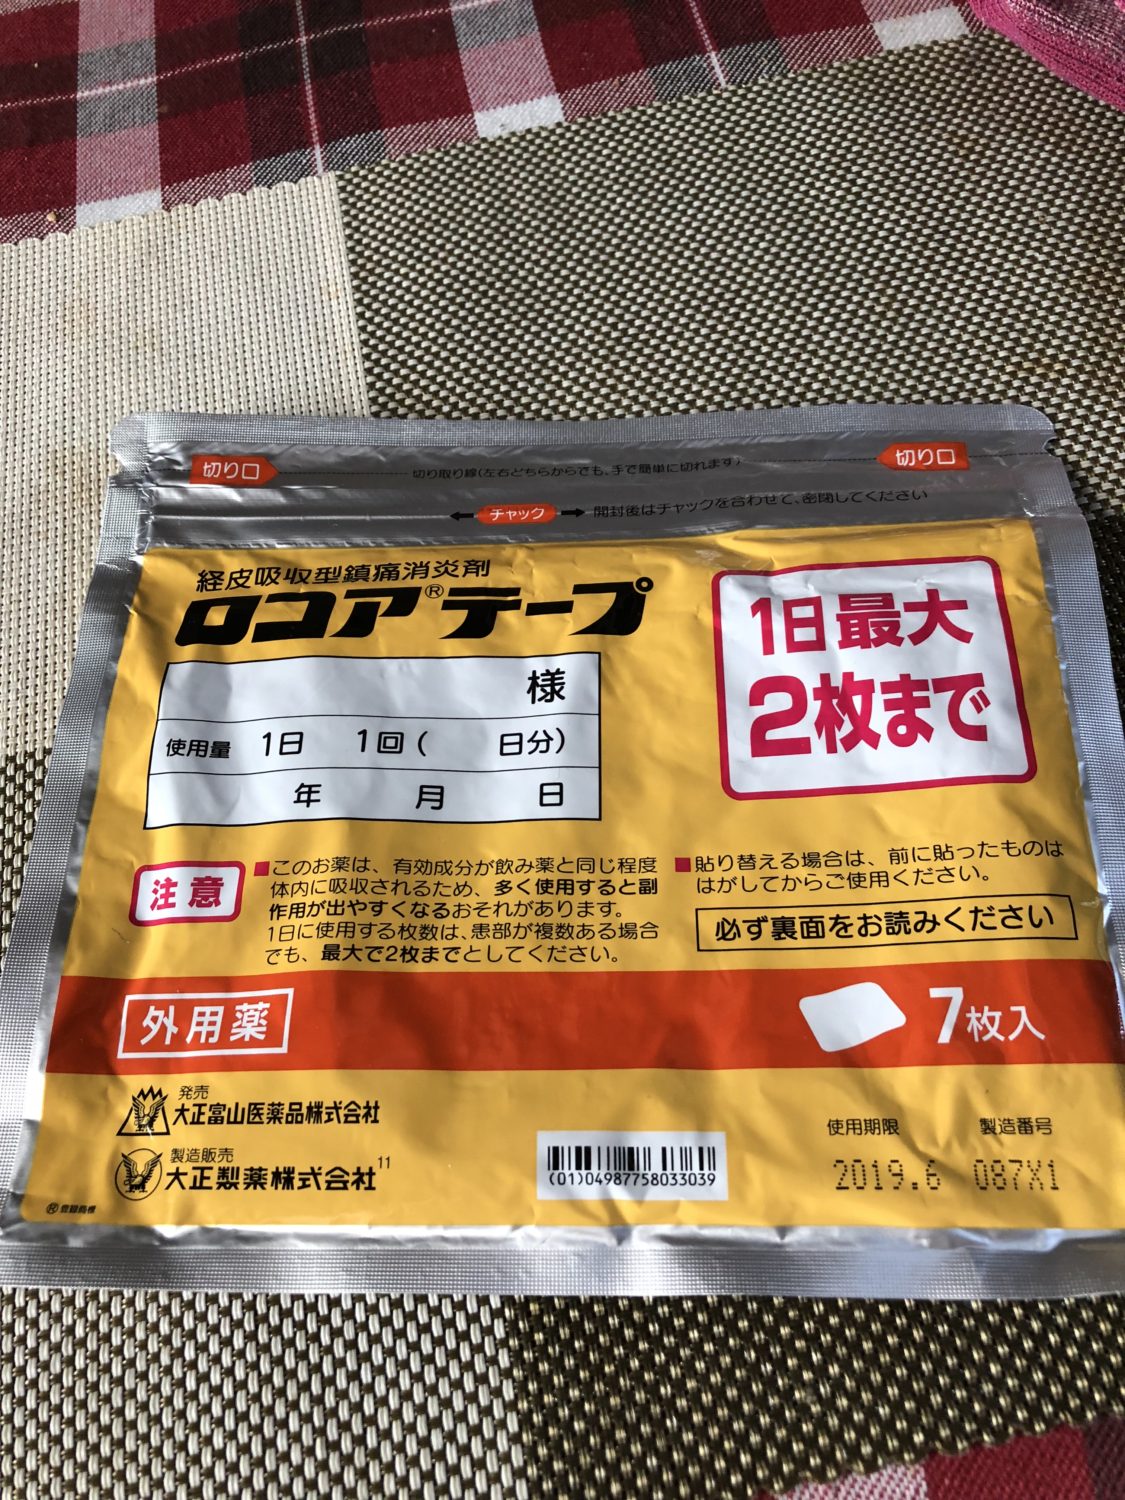 切り口
切り取り線(左右どちらからでも、手で簡単に切れます)
切り口
チャック
開封後はチャックを合わせて、密閉してください
経皮吸収型鎮痛消炎剤
ロコア®テープ
様
使用量 1日 1回( 日分)
年 月 日
1日最大
2枚まで
注意
■このお薬は、有効成分が飲み薬と同じ程度
体内に吸収されるため、多く使用すると副
作用が出やすくなるおそれがあります。
1日に使用する枚数は、患部が複数ある場合
でも、最大で2枚までとしてください。
■貼り替える場合は、前に貼ったものは
はがしてからご使用ください。
必ず裏面をお読みください
外用薬
7枚入
発売
大正富山医薬品株式会社
製造販売
大正製薬株式会社 11
®登録商標
(01)04987758033039
使用期限 製造番号
2019.6 087X1